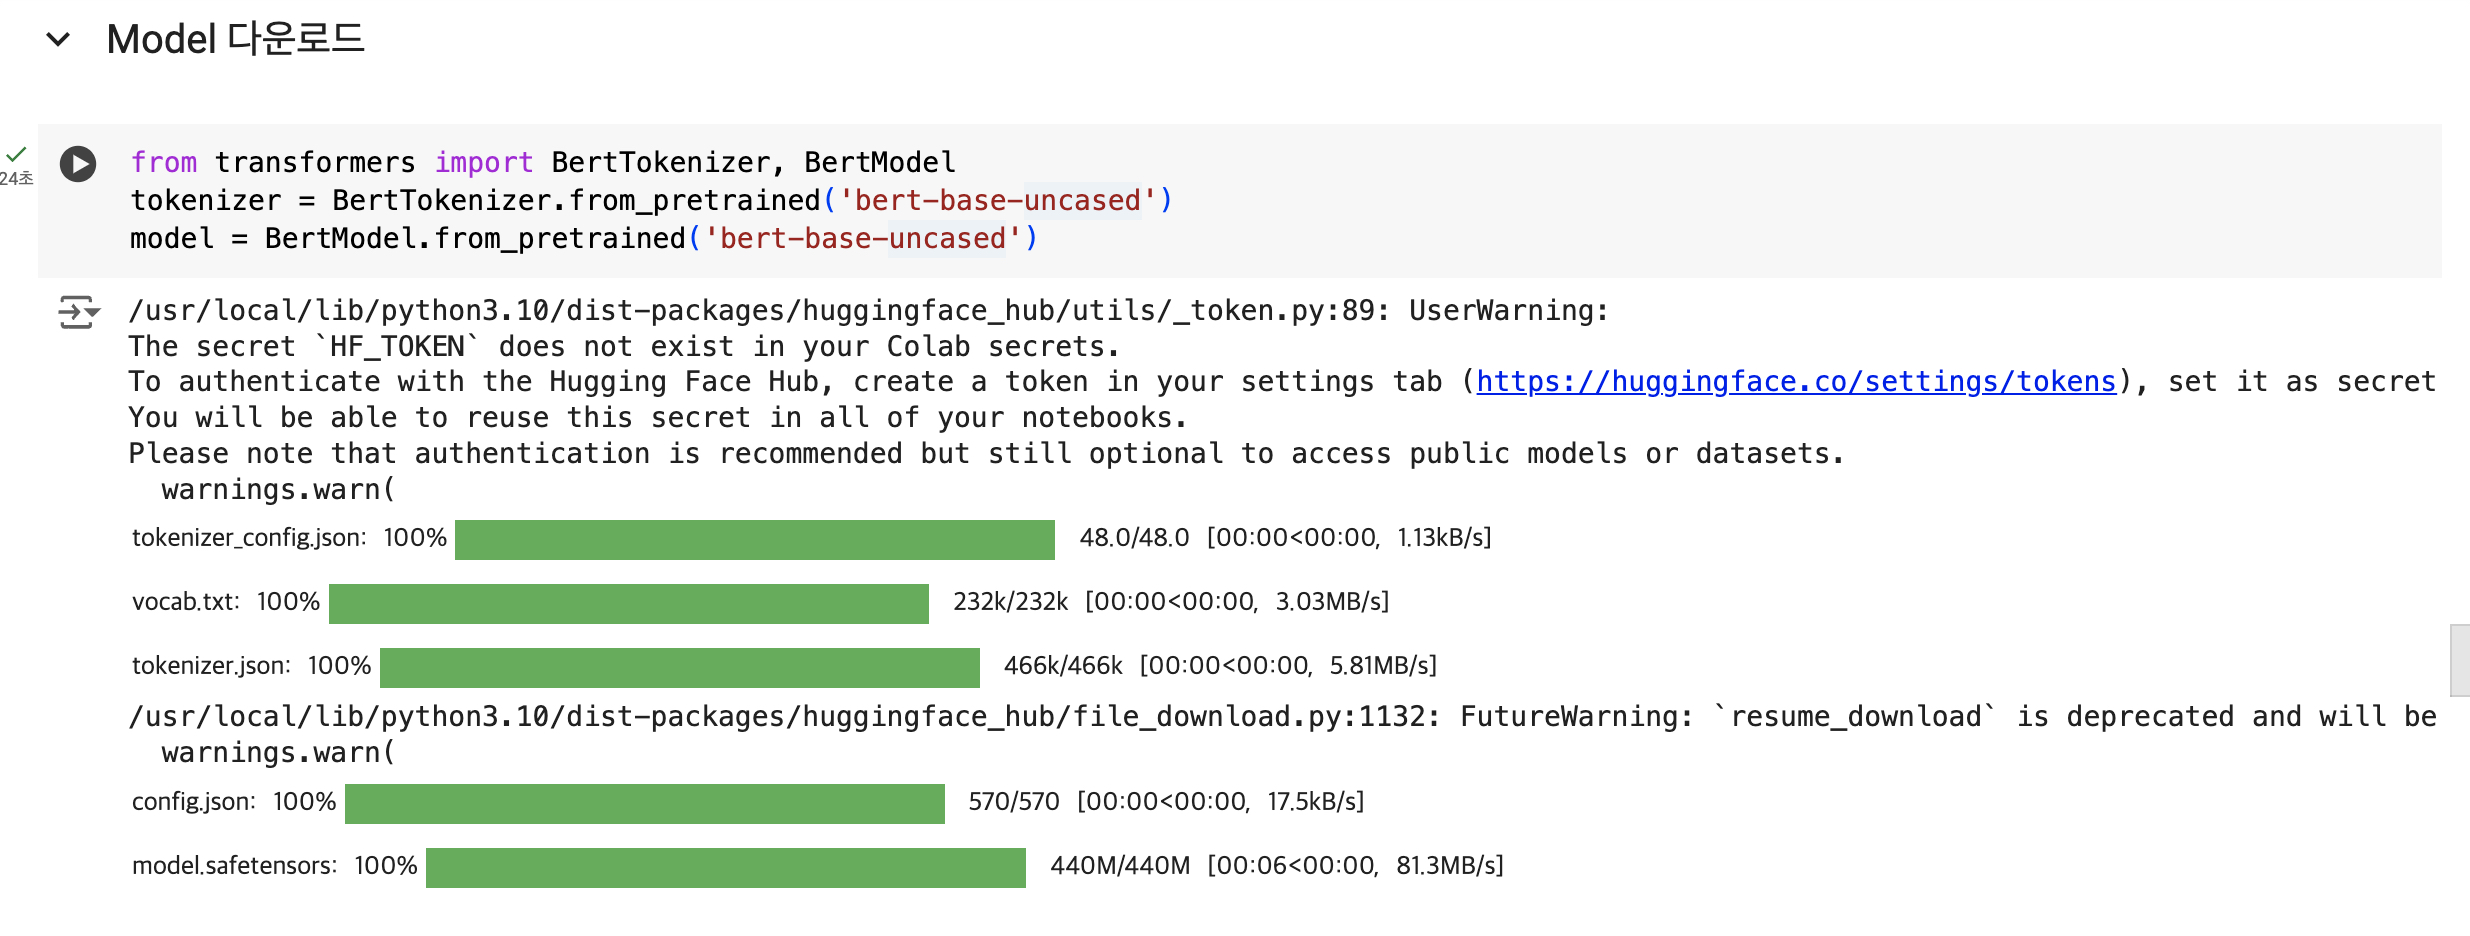 Model 다운로드
24초
from transformers import BertTokenizer, BertModel
tokenizer = BertTokenizer.from_pretrained('bert-base-uncased')
model = BertModel.from_pretrained('bert-base-uncased')
/usr/local/lib/python3.10/dist-packages/huggingface_hub/utils/_token.py:89: UserWarning:
The secret `HF_TOKEN` does not exist in your Colab secrets.
To authenticate with the Hugging Face Hub, create a token in your settings tab (https://huggingface.co/settings/tokens), set it as secret
You will be able to reuse this secret in all of your notebooks.
Please note that authentication is recommended but still optional to access public models or datasets.
  warnings.warn(
tokenizer_config.json: 100% 48.0/48.0 [00:00<00:00, 1.13kB/s]
vocab.txt: 100% 232k/232k [00:00<00:00, 3.03MB/s]
tokenizer.json: 100% 466k/466k [00:00<00:00, 5.81MB/s]
/usr/local/lib/python3.10/dist-packages/huggingface_hub/file_download.py:1132: FutureWarning: `resume_download` is deprecated and will be
  warnings.warn(
config.json: 100% 570/570 [00:00<00:00, 17.5kB/s]
model.safetensors: 100% 440M/440M [00:06<00:00, 81.3MB/s]